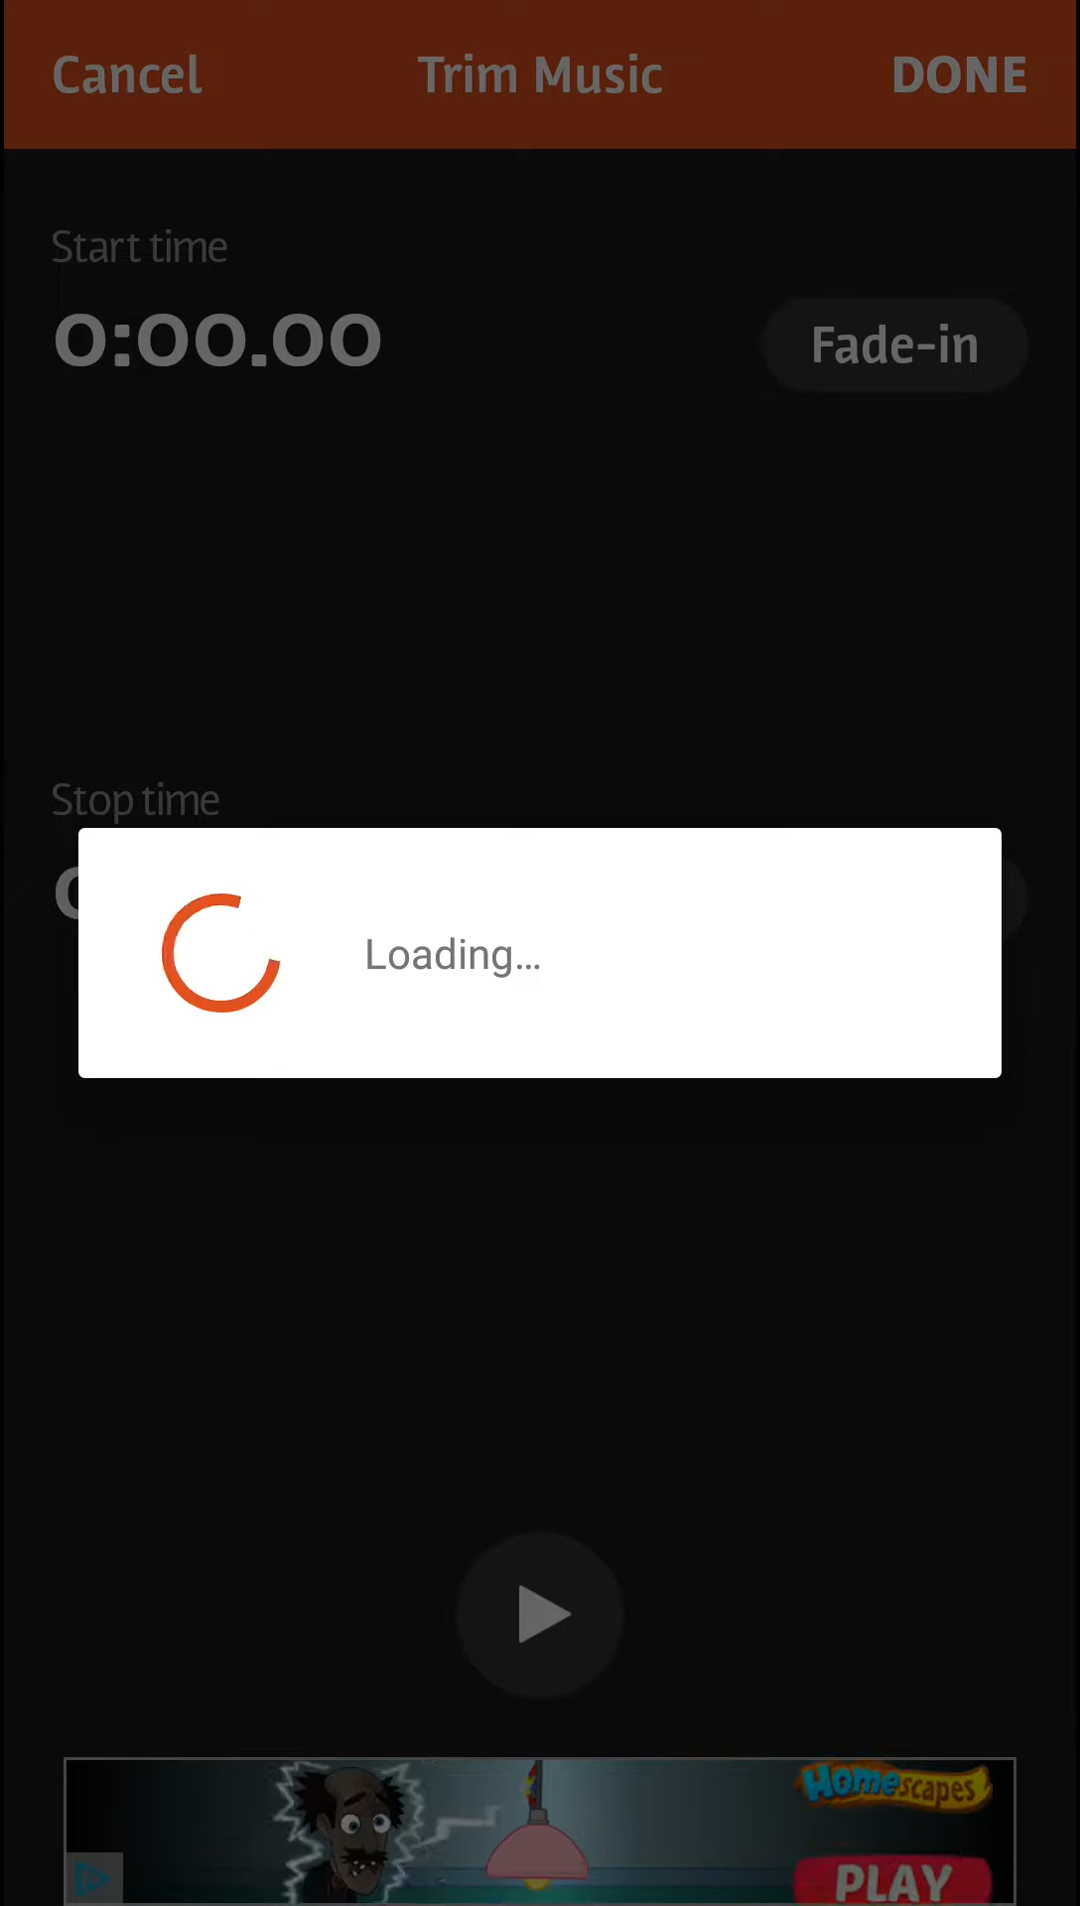 Cancel Trim Music DONE
Start time
0:00.00 Fade-in
Stop time
Loading...
Homescapes
PLAY